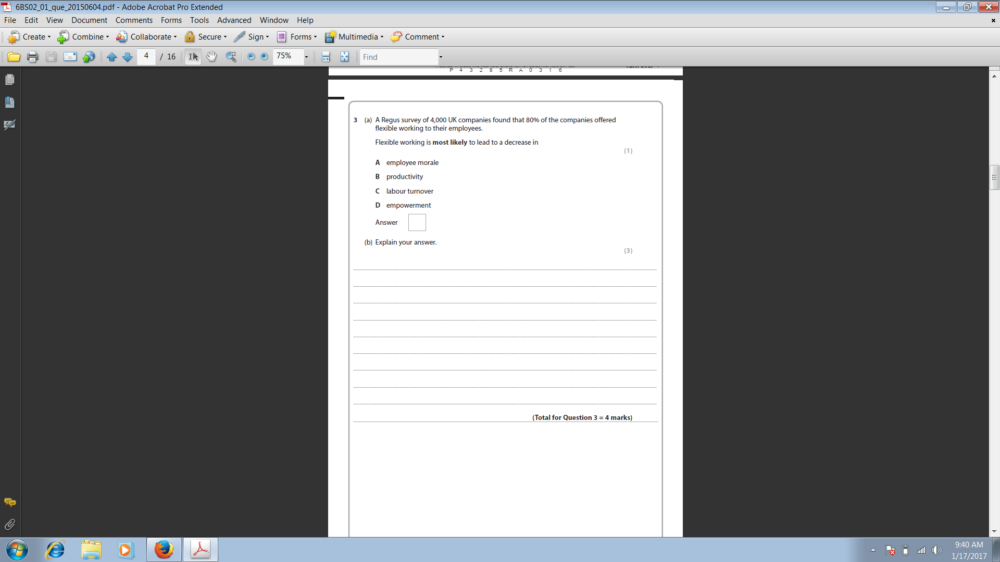 6BS02_01_que_20150604.pdf - Adobe Acrobat Pro Extended
File Edit View Document Comments Forms Tools Advanced Window Help
Create Combine Collaborate Secure Sign Forms Multimedia Comment
4 / 16 75% Find
P 4 3 2 8 5 R A 0 3 1 6
3 (a) A Regus survey of 4,000 UK companies found that 80% of the companies offered
flexible working to their employees.
Flexible working is most likely to lead to a decrease in
(1)
A employee morale
B productivity
C labour turnover
D empowerment
Answer
(b) Explain your answer.
(3)
(Total for Question 3 = 4 marks)
9:40 AM
1/17/2017